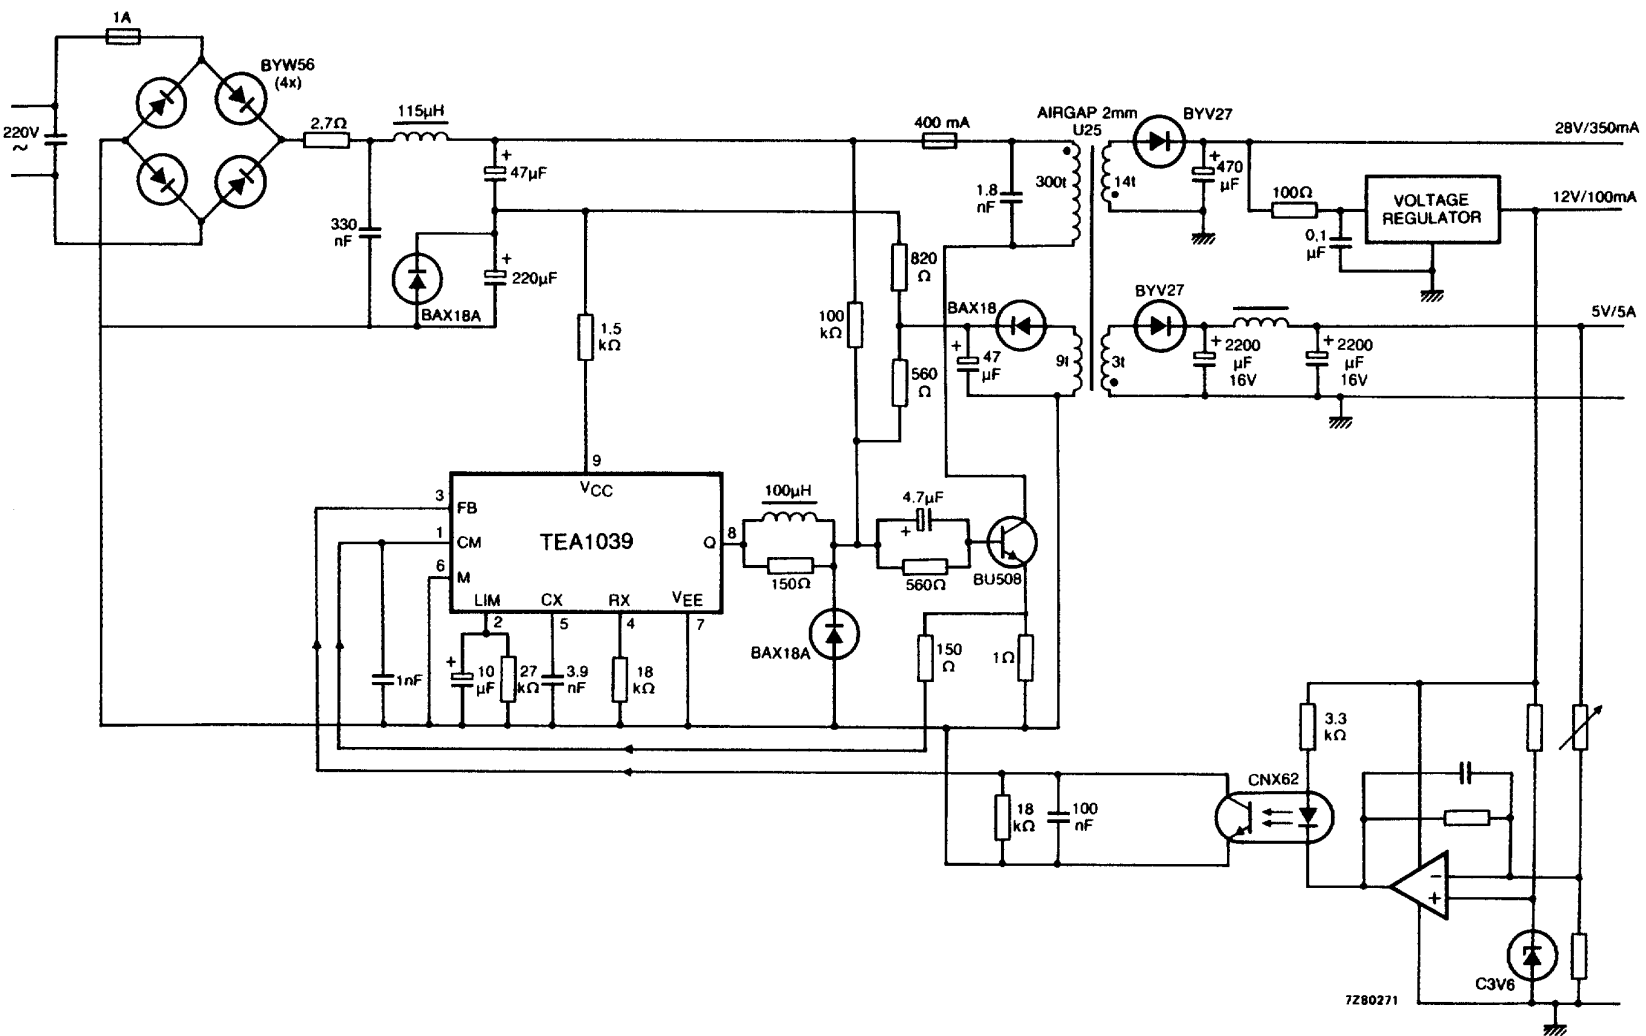 1A
BYW56
(4x)
220V
~
2,7Ω
115μH
330
nF
+
47μF
BAX18A
+
220μF
1.5
kΩ
100
kΩ
400 mA
1.8
nF
AIRGAP 2mm
U25
300t
14t
BYV27
+
470
μF
28V/350mA
100Ω
0,1
μF
VOLTAGE
REGULATOR
12V/100mA
820
Ω
560
Ω
BAX18
+
47
μF
9t
3t
BYV27
+
2200
μF
16V
+
2200
μF
16V
5V/5A
9
VCC
3
FB
1
CM
6
M
TEA1039
Q
8
LIM
2
CX
5
RX
4
VEE
7
100μH
150Ω
4.7μF
+
560Ω
BU508
BAX18A
150
Ω
1Ω
1nF
+
10
μF
27
kΩ
3.9
nF
18
kΩ
18
kΩ
100
nF
CNX62
3.3
kΩ
−
+
C3V6
7Z80271